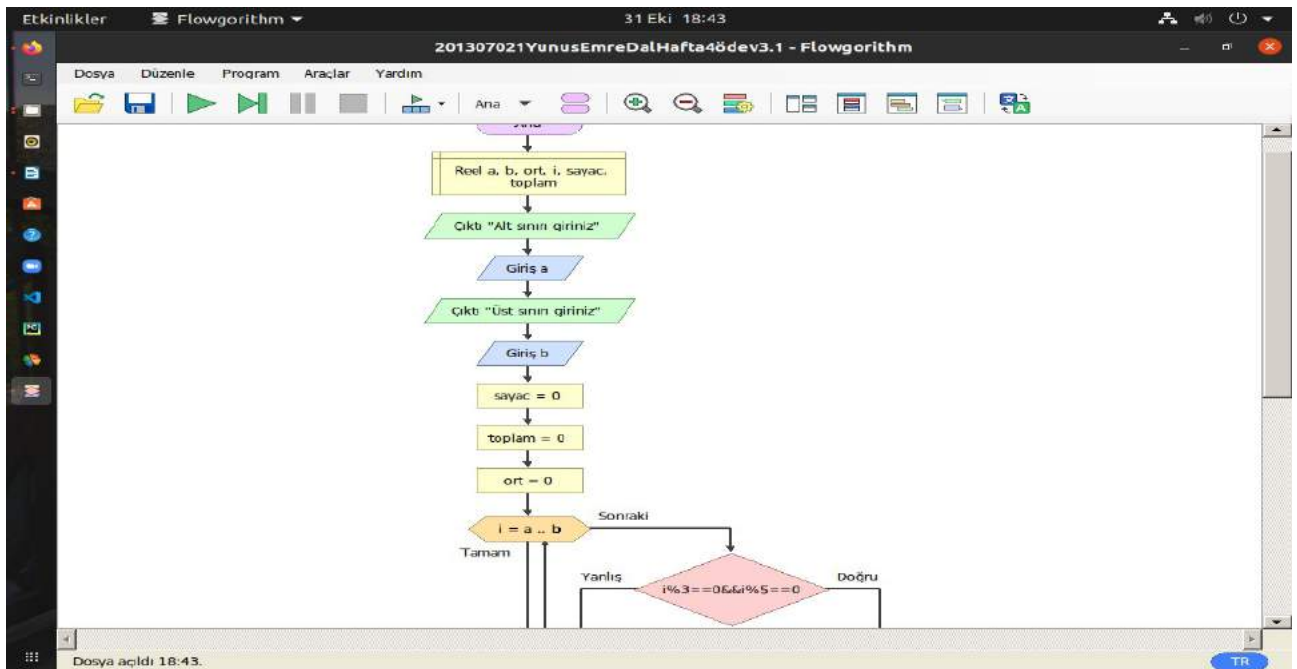 Etkinlikler
Flowgorithm
31 Eki 18:43
201307021YunusEmreDalHafta4ödev3.1 - Flowgorithm
Dosya Düzenle Program Araçlar Yardım
Ana
Ana
Reel a, b, ort, i, sayac,
toplam
Çıktı "Alt sınırı giriniz"
Giriş a
Çıktı "Üst sınırı giriniz"
Giriş b
sayac = 0
toplam = 0
ort = 0
i = a .. b
Sonraki
Tamam
Yanlış
i%3==0&&i%5==0
Doğru
Dosya açıldı 18:43.
TR